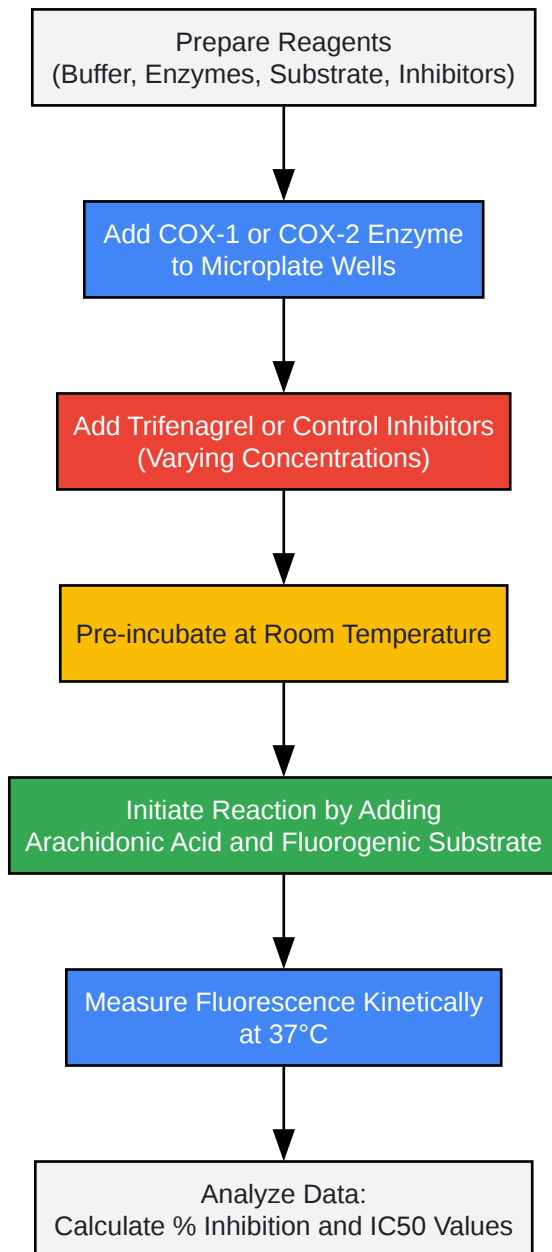 Prepare Reagents
(Buffer, Enzymes, Substrate, Inhibitors)
Add COX-1 or COX-2 Enzyme
to Microplate Wells
Add Trifenagrel or Control Inhibitors
(Varying Concentrations)
Pre-incubate at Room Temperature
Initiate Reaction by Adding
Arachidonic Acid and Fluorogenic Substrate
Measure Fluorescence Kinetically
at 37°C
Analyze Data:
Calculate % Inhibition and IC50 Values